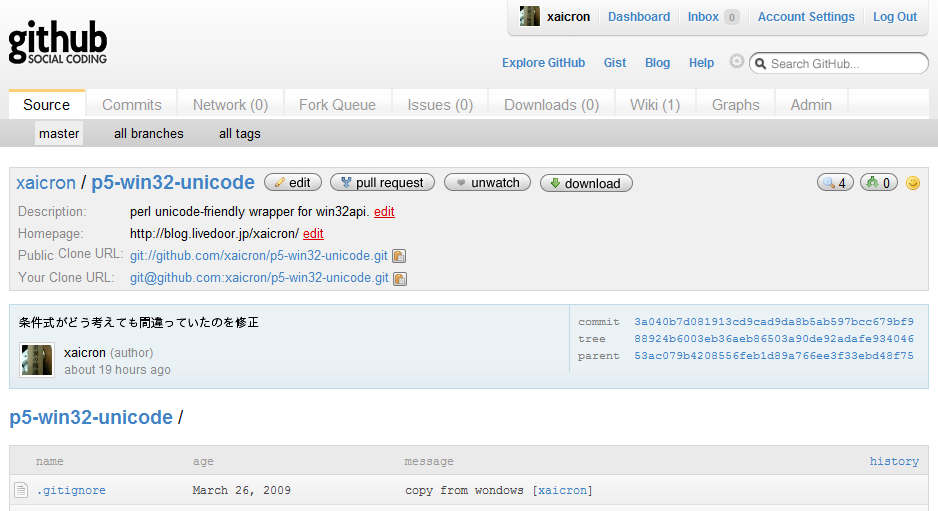 xaicron Dashboard Inbox 0 Account Settings Log Out
github
SOCIAL CODING
Explore GitHub Gist Blog Help Search GitHub...
Source Commits Network (0) Fork Queue Issues (0) Downloads (0) Wiki (1) Graphs Admin
master all branches all tags
xaicron / p5-win32-unicode edit pull request unwatch download 4 0
Description: perl unicode-friendly wrapper for win32api. edit
Homepage: http://blog.livedoor.jp/xaicron/ edit
Public Clone URL: git://github.com/xaicron/p5-win32-unicode.git
Your Clone URL: git@github.com:xaicron/p5-win32-unicode.git
条件式がどう考えても間違っていたのを修正
xaicron (author)
about 19 hours ago
commit 3a040b7d081913cd9cad9da8b5ab597bcc679bf9
tree 88924b6003eb36aeb86503a90de92adafe934046
parent 53ac079b4208556feb1d89a766ee3f33ebd48f75
p5-win32-unicode /
name age message history
.gitignore March 26, 2009 copy from wondows [xaicron]